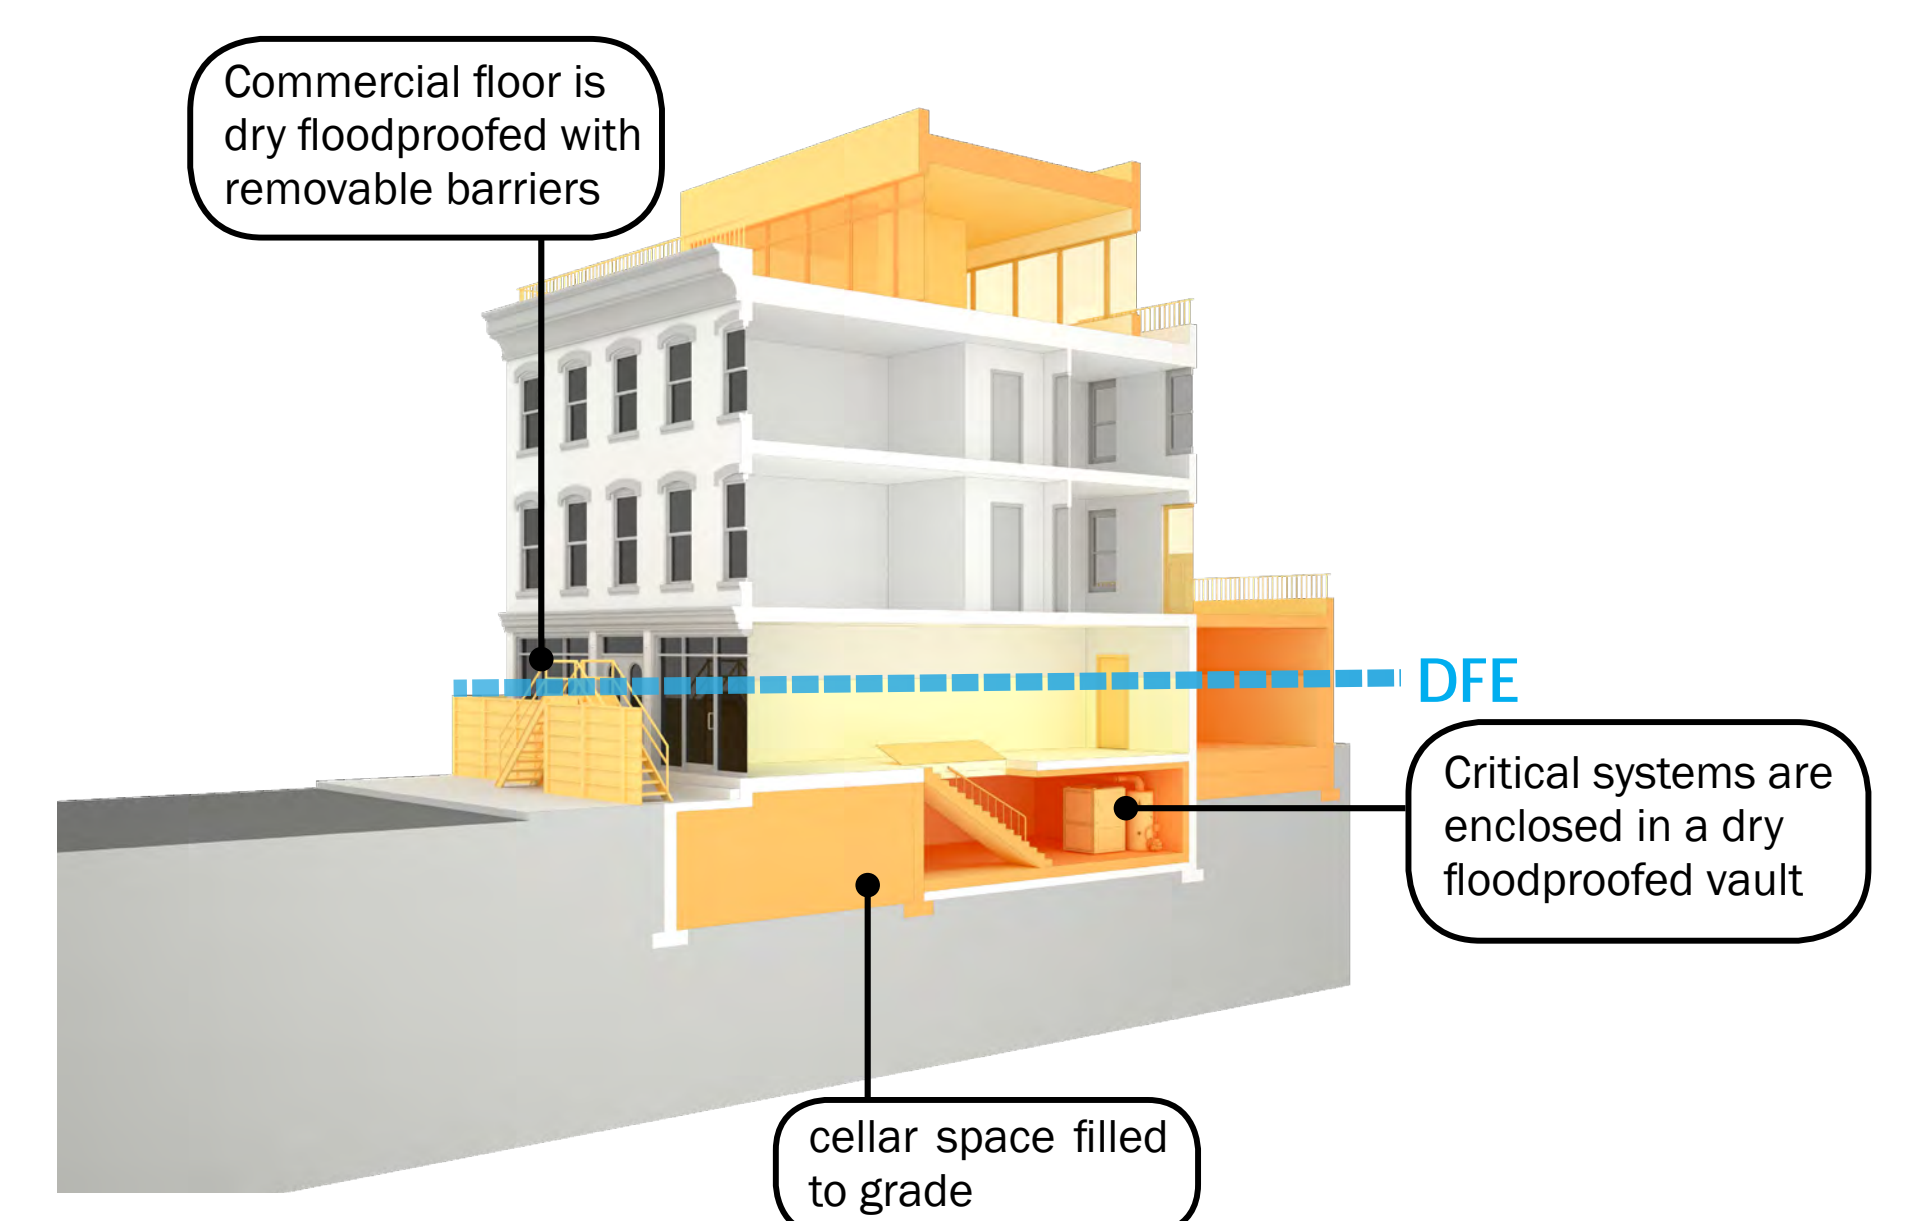 Commercial floor is
dry floodproofed with
removable barriers
DFE
Critical systems are
enclosed in a dry
floodproofed vault
cellar space filled
to grade